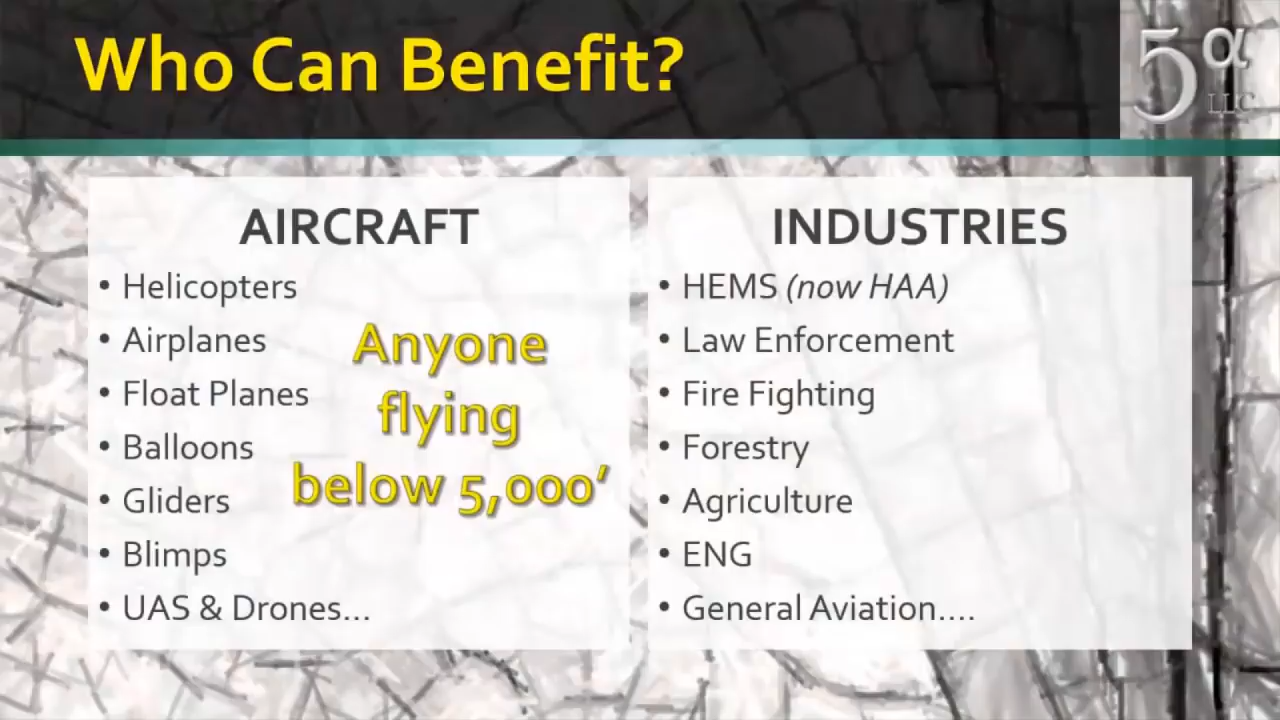 Who Can Benefit?
5α
LLC
AIRCRAFT
• Helicopters
• Airplanes
• Float Planes
• Balloons
• Gliders
• Blimps
• UAS & Drones...
Anyone
flying
below 5,000’
INDUSTRIES
• HEMS (now HAA)
• Law Enforcement
• Fire Fighting
• Forestry
• Agriculture
• ENG
• General Aviation....